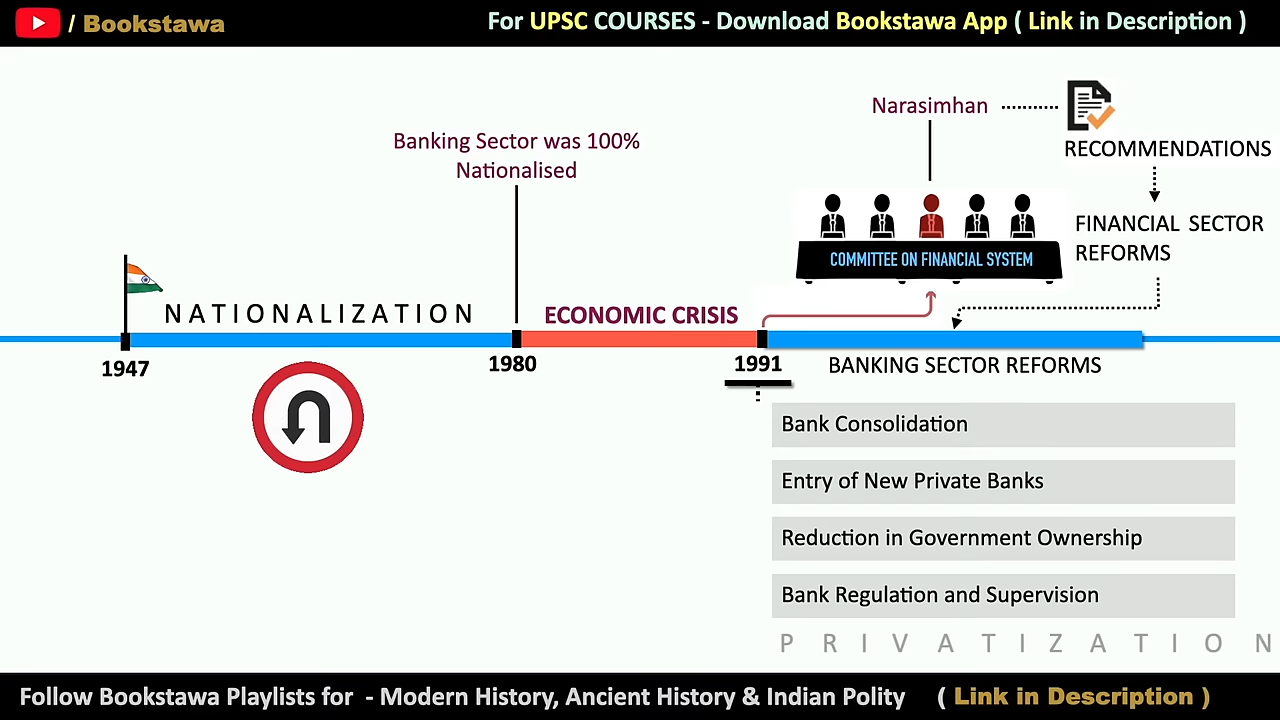 / Bookstawa
For UPSC COURSES - Download Bookstawa App ( Link in Description )
Narasimhan
RECOMMENDATIONS
Banking Sector was 100%
Nationalised
FINANCIAL SECTOR
REFORMS
COMMITTEE ON FINANCIAL SYSTEM
NATIONALIZATION
ECONOMIC CRISIS
1947
1980
1991
BANKING SECTOR REFORMS
Bank Consolidation
Entry of New Private Banks
Reduction in Government Ownership
Bank Regulation and Supervision
PRIVATIZATION
Follow Bookstawa Playlists for - Modern History, Ancient History & Indian Polity ( Link in Description )